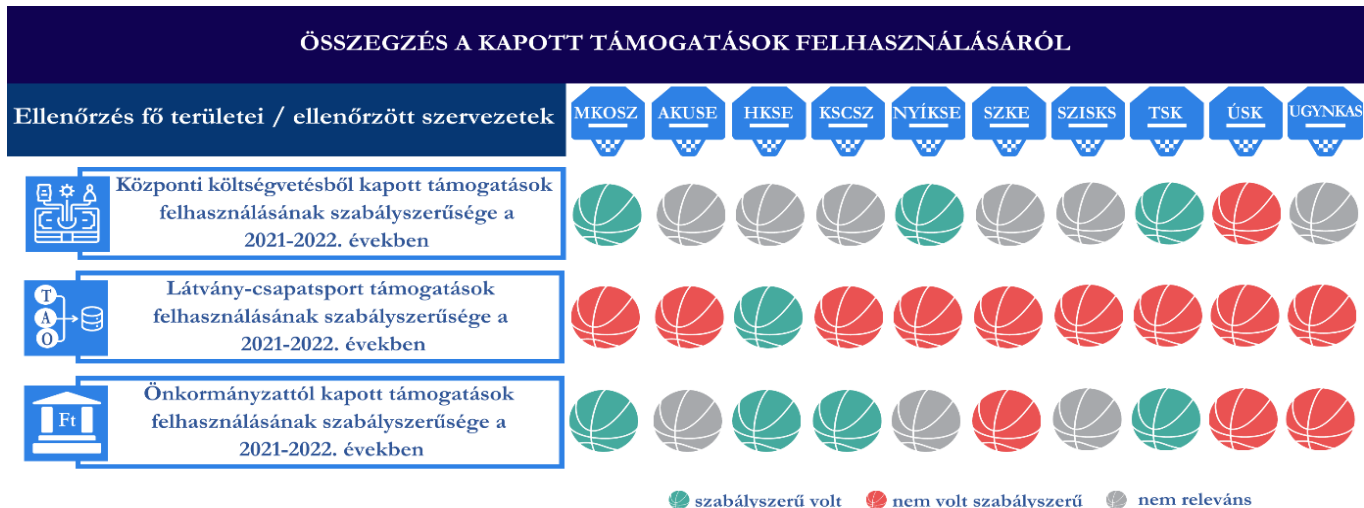 ÖSSZEGZÉS A KAPOTT TÁMOGATÁSOK FELHASZNÁLÁSÁRÓL
Ellenőrzés fő területei / ellenőrzött szervezetek
MKOSZ AKUSE HKSE KSCSZ NYÍKSE SZKE SZISKS TSK ÚSK UGYNKAS
Központi költségvetésből kapott támogatások
felhasználásának szabályszerűsége a
2021-2022. években
T
A
O
Látvány-csapatsport támogatások
felhasználásának szabályszerűsége a
2021-2022. években
Ft
Önkormányzattól kapott támogatások
felhasználásának szabályszerűsége a
2021-2022. években
szabályszerű volt nem volt szabályszerű nem releváns